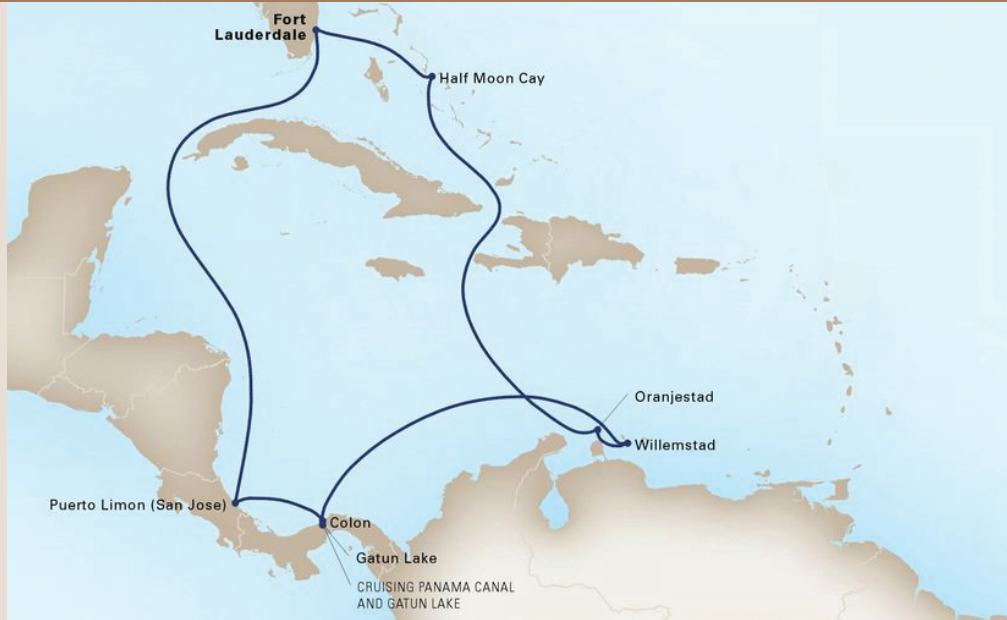 Fort
Lauderdale
Half Moon Cay
Oranjestad
Willemstad
Puerto Limon (San Jose)
Colon
Gatun Lake
CRUISING PANAMA CANAL
AND GATUN LAKE